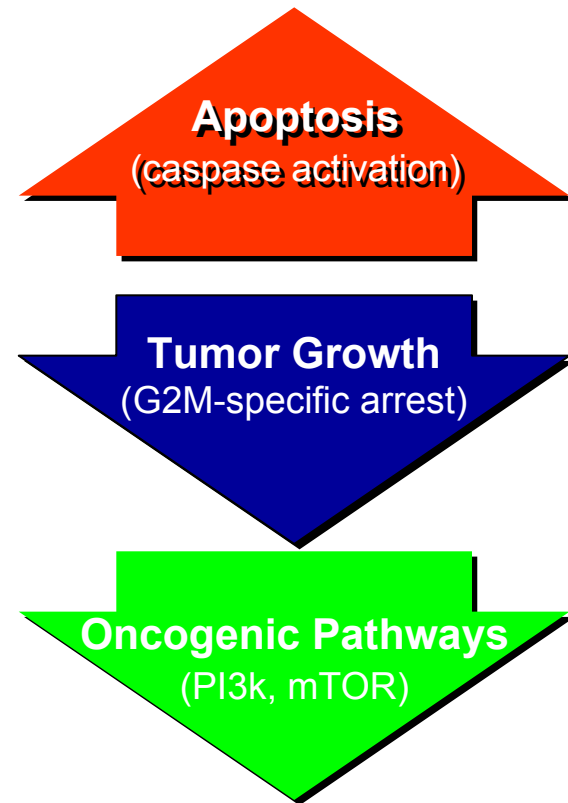 Apoptosis
(caspase activation)
Tumor Growth
(G2M-specific arrest)
Oncogenic Pathways
(PI3k, mTOR)